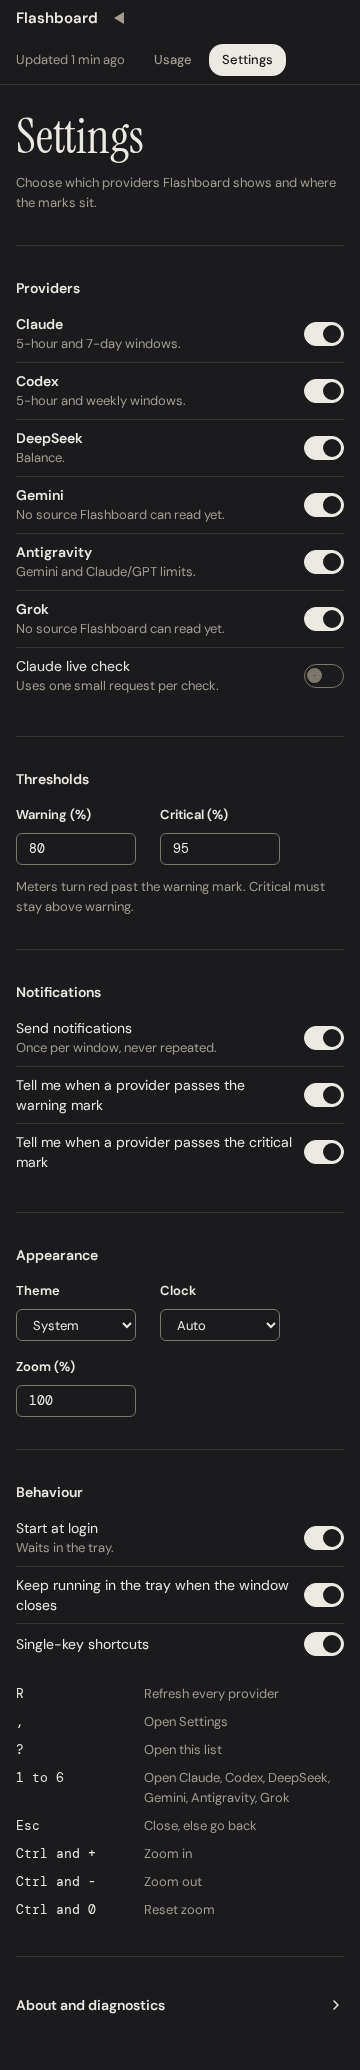 Flashboard
Updated 1 min ago
Usage
Settings
Settings
Choose which providers Flashboard shows and where
the marks sit.
Providers
Claude
5-hour and 7-day windows.
Codex
5-hour and weekly windows.
DeepSeek
Balance.
Gemini
No source Flashboard can read yet.
Antigravity
Gemini and Claude/GPT limits.
Grok
No source Flashboard can read yet.
Claude live check
Uses one small request per check.
Thresholds
Warning (%)
Critical (%)
80
95
Meters turn red past the warning mark. Critical must
stay above warning.
Notifications
Send notifications
Once per window, never repeated.
Tell me when a provider passes the
warning mark
Tell me when a provider passes the critical
mark
Appearance
Theme
Clock
System
Auto
Zoom (%)
100
Behaviour
Start at login
Waits in the tray.
Keep running in the tray when the window
closes
Single-key shortcuts
R
Refresh every provider
,
Open Settings
?
Open this list
1 to 6
Open Claude, Codex, DeepSeek,
Gemini, Antigravity, Grok
Esc
Close, else go back
Ctrl and +
Zoom in
Ctrl and -
Zoom out
Ctrl and 0
Reset zoom
About and diagnostics